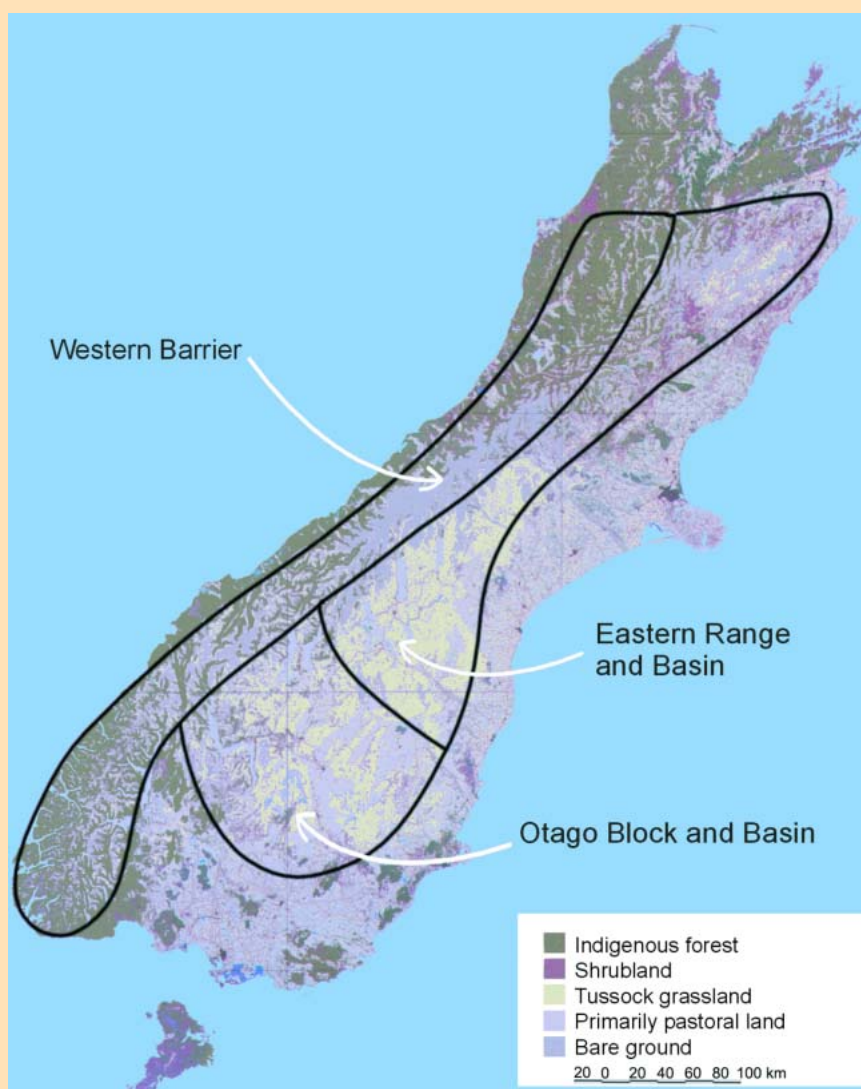 Western Barrier
Eastern Range
and Basin
Otago Block and Basin
Indigenous forest
Shrubland
Tussock grassland
Primarily pastoral land
Bare ground
20 0 20 40 60 80 100 km